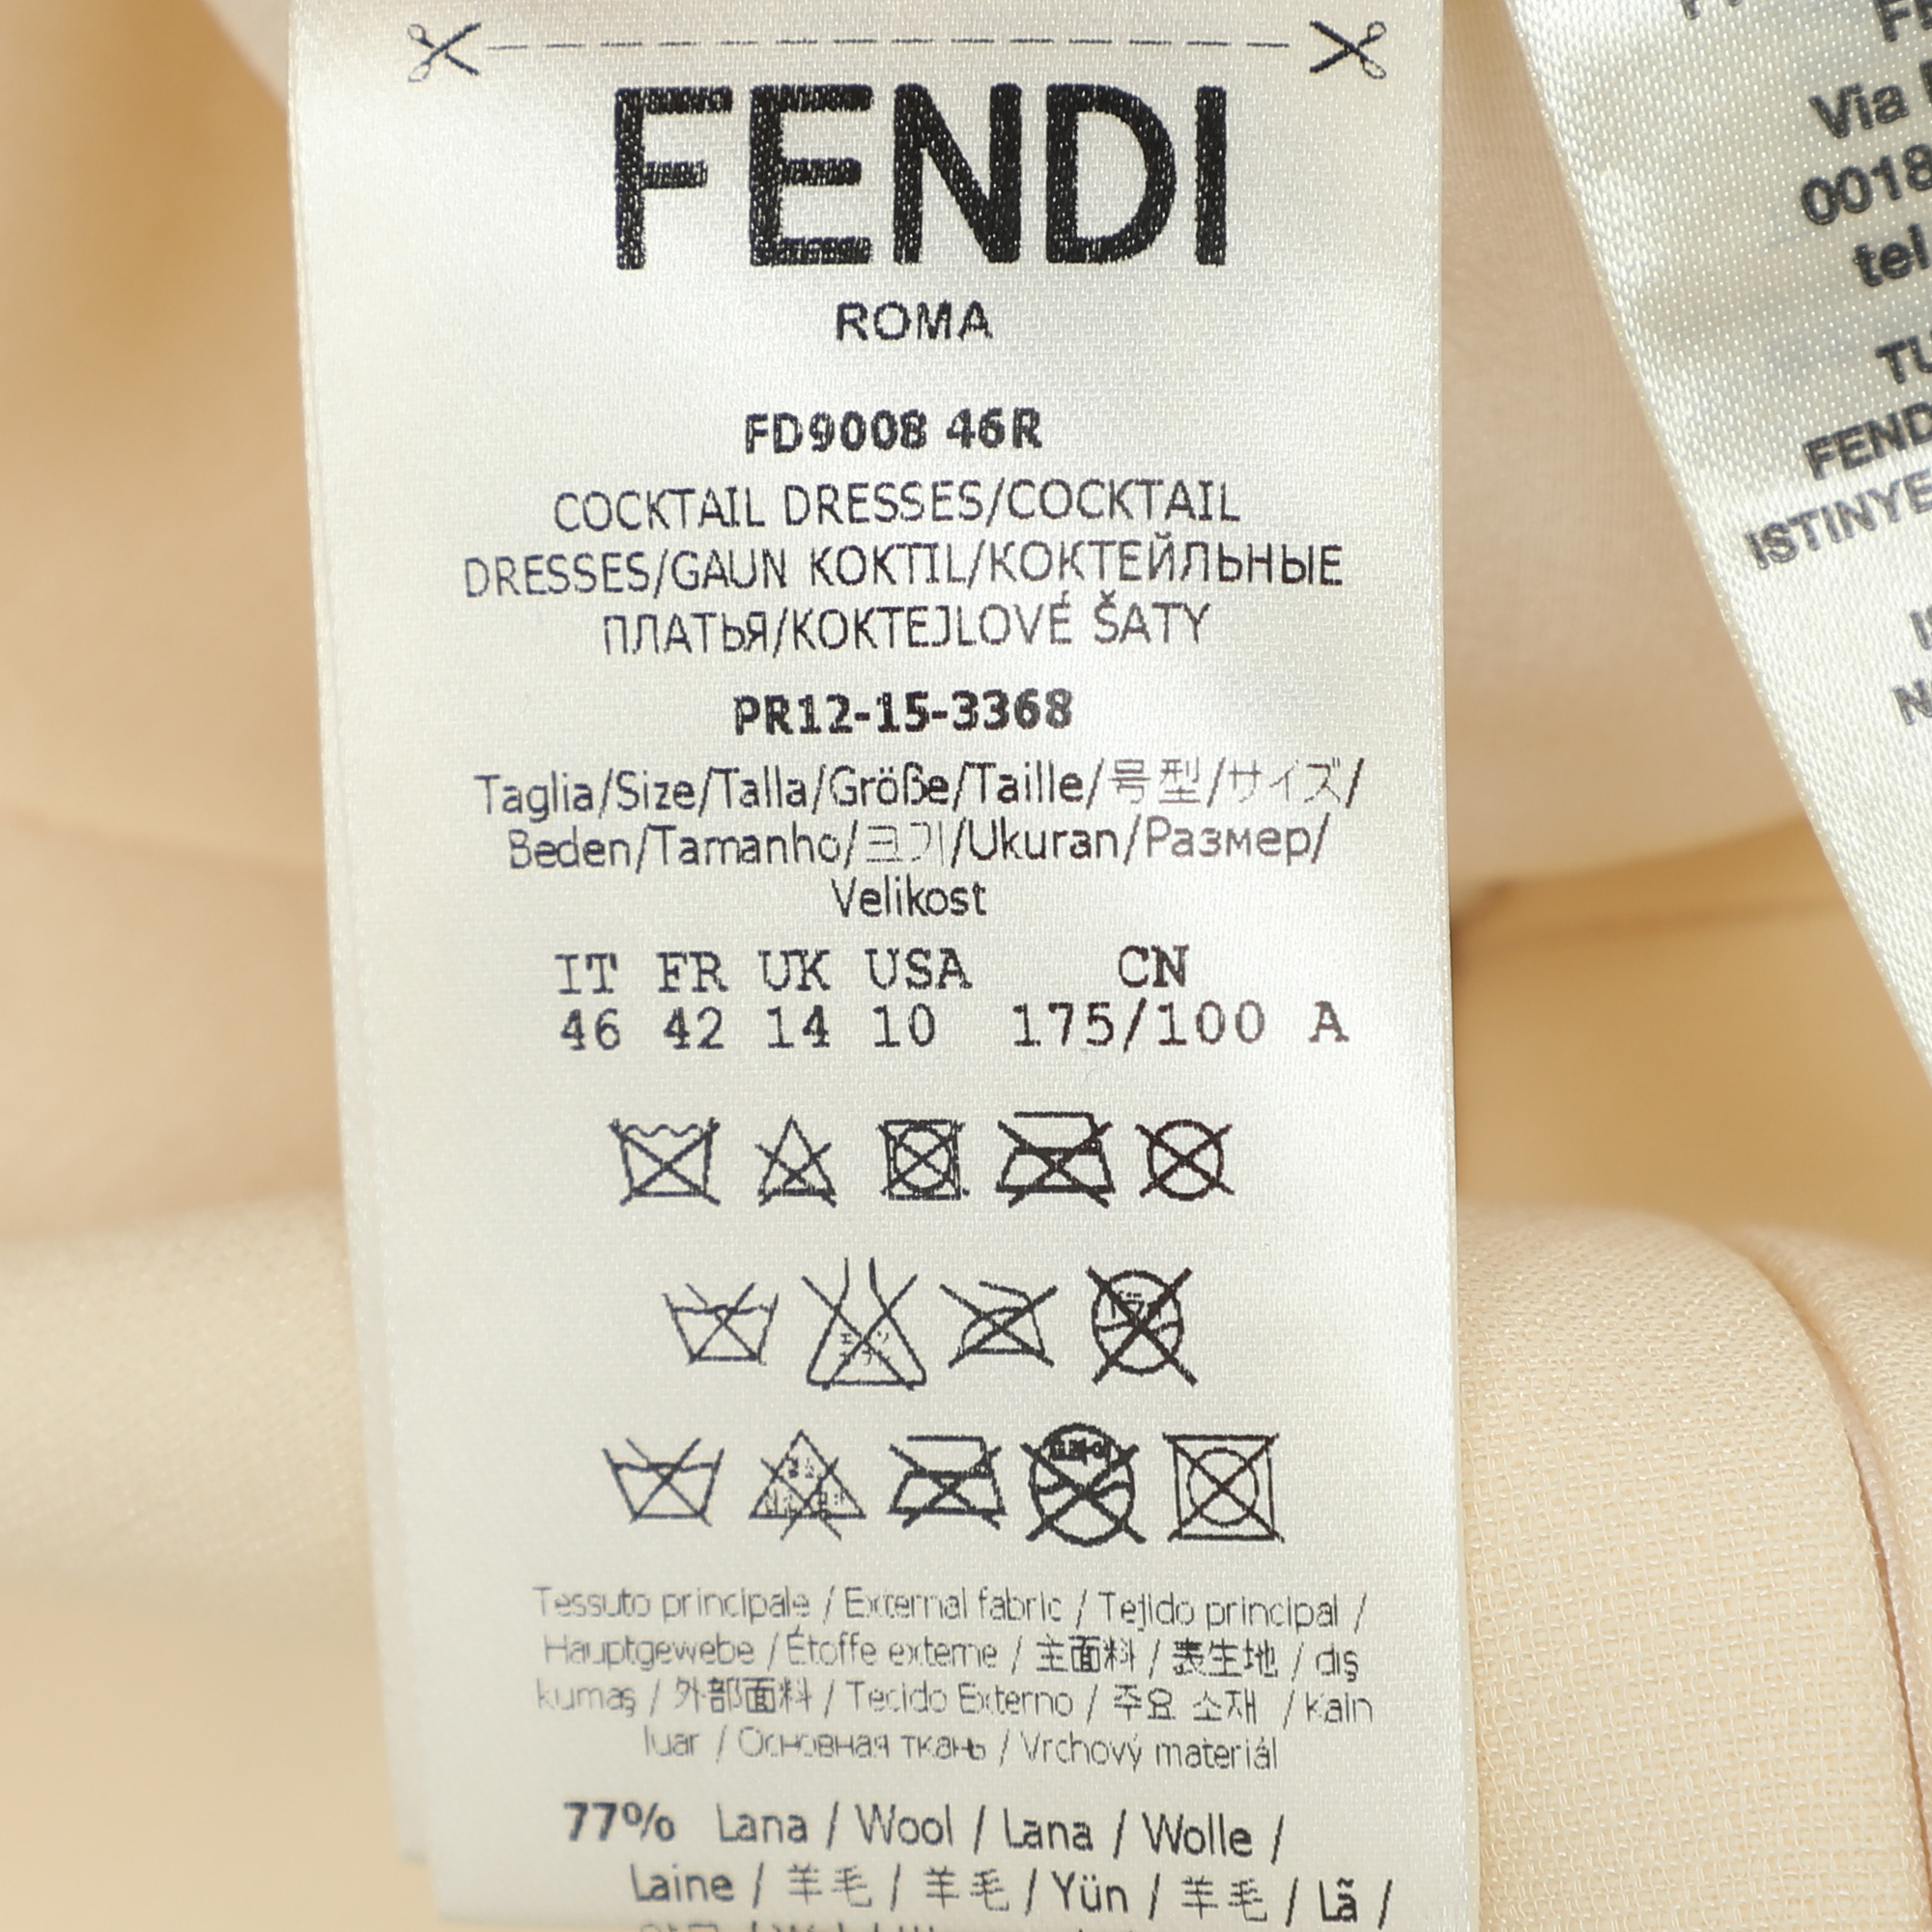 FENDI
ROMA
FD9008 46R
COCKTAIL DRESSES/COCKTAIL
DRESSES/GAUN KOKTIL/КОКТЕЙЛЬНЫЕ
ПЛАТЬЯ/KOKTEJLOVÉ ŠATY
PR12-15-3368
Taglia/Size/Talla/Größe/Taille/号型/サイズ/
Beden/Tamanho/크기/Ukuran/Размер/
Velikost
IT FR UK USA CN
46 42 14 10 175/100 A
Tessuto principale / External fabric / Tejido principal /
Hauptgewebe / Étoffe externe / 主面料 / 表生地 / dış
kumaş / 外部面料 / Tecido Externo / 주요 소재 / Kain
luar / Основная ткань / Vrchový materiál
77% Lana / Wool / Lana / Wolle /
Laine / 羊毛 / 羊毛 / Yün / 羊毛 / Lã /
Via
0018
tel
FEND
ISTINYE